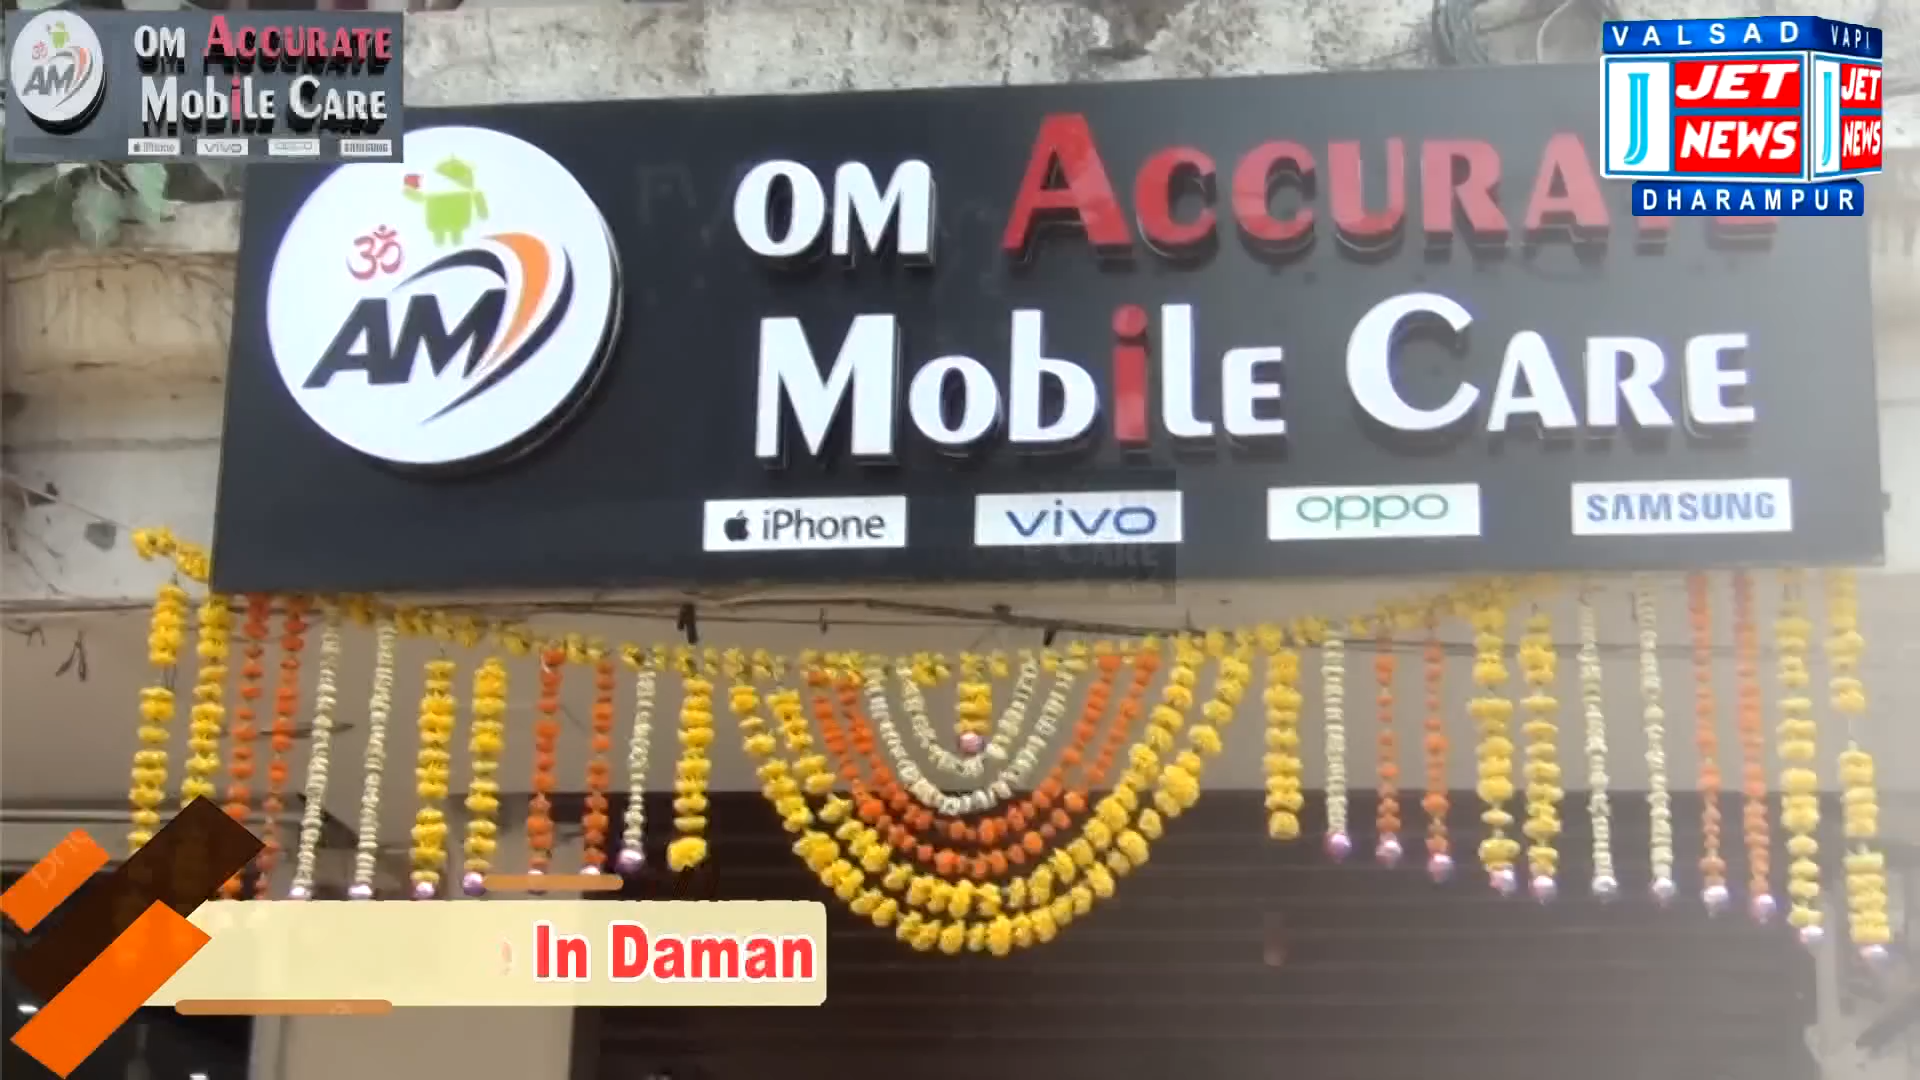 OM ACCURATE
MobiLE CARE
iPhone
vivo
oppo
SAMSUNG
VALSAD
VAPI
JET
NEWS
JET
NEWS
DHARAMPUR
ॐ
AM
OM ACCURATE
MobiLE CARE
iPhone
vivo
oppo
SAMSUNG
In Daman